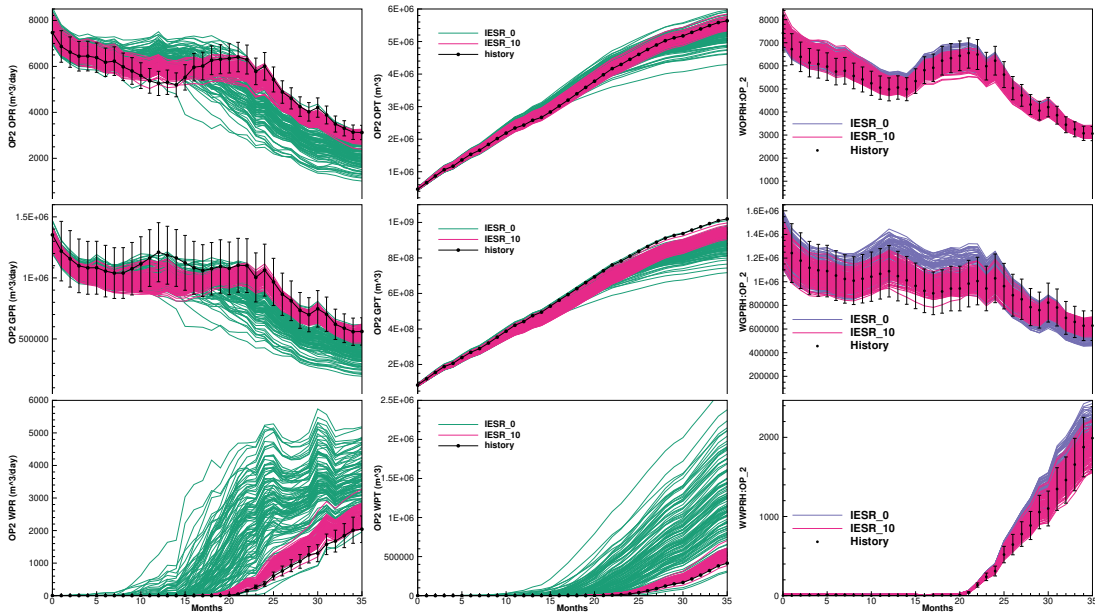 OP2 OPR (m^3/day)
8000
6000
4000
2000
OP2 OPT (m^3)
6E+06
5E+06
4E+06
3E+06
2E+06
1E+06
IESR_0
IESR_10
history
WOPRH:OP_2
8000
7000
6000
5000
4000
3000
2000
1000
IESR_0
IESR_10
History
OP2 GPR (m^3/day)
1.5E+06
1E+06
500000
OP2 GPT (m^3)
1E+09
8E+08
6E+08
4E+08
2E+08
IESR_0
IESR_10
history
WGPRH:OP_2
1.6E+06
1.4E+06
1.2E+06
1E+06
800000
600000
400000
200000
IESR_0
IESR_10
History
OP2 WPR (m^3/day)
6000
5000
4000
3000
2000
1000
0
0 5 10 15 20 25 30 35
Months
OP2 WPT (m^3)
2.5E+06
2E+06
1.5E+06
1E+06
500000
0
IESR_0
IESR_10
history
0 5 10 15 20 25 30 35
Months
WWPRH:OP_2
2000
1000
0
IESR_0
IESR_10
History
0 5 10 15 20 25 30 35
Months